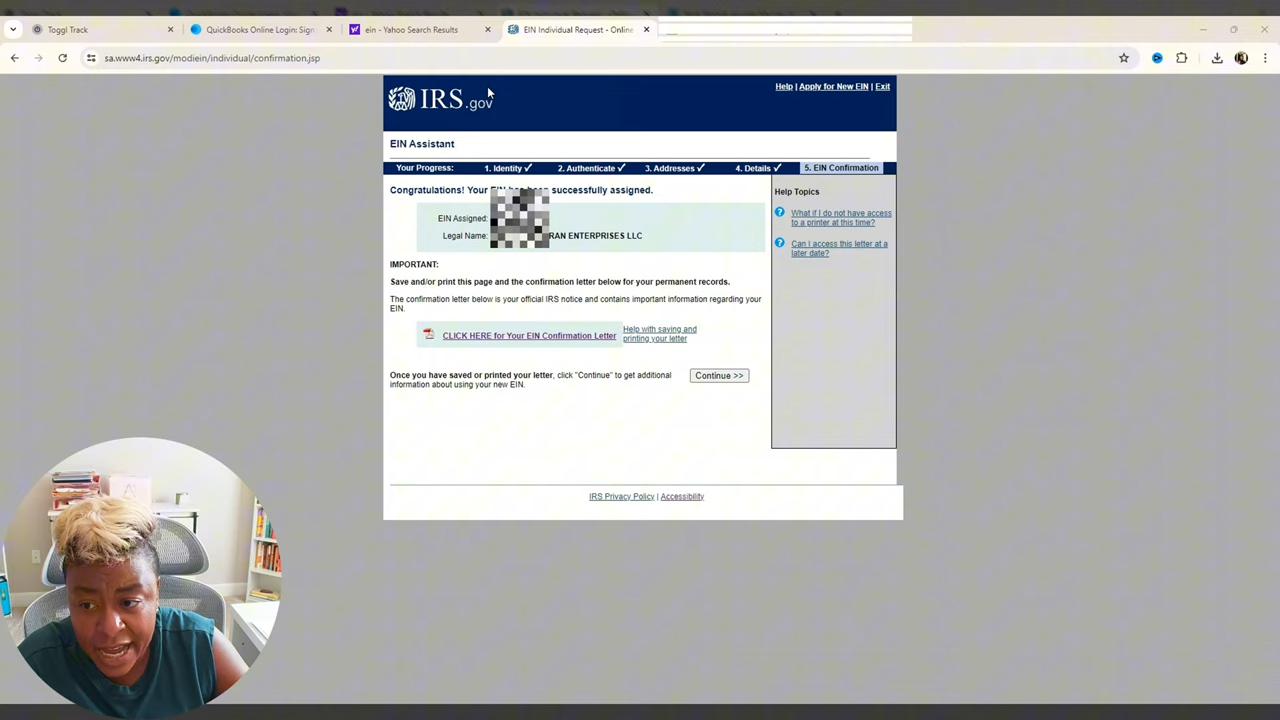 Toggl Track
QuickBooks Online Login: Sign
ein - Yahoo Search Results
EIN Individual Request - Online
sa.www4.irs.gov/modiein/individual/confirmation.jsp
IRS.gov
Help | Apply for New EIN | Exit
EIN Assistant
Your Progress: 1. Identity ✓ 2. Authenticate ✓ 3. Addresses ✓ 4. Details ✓ 5. EIN Confirmation
Congratulations! Your EIN has been successfully assigned.
EIN Assigned:
Legal Name: RAN ENTERPRISES LLC
IMPORTANT:
Save and/or print this page and the confirmation letter below for your permanent records.
The confirmation letter below is your official IRS notice and contains important information regarding your
EIN.
CLICK HERE for Your EIN Confirmation Letter
Help with saving and
printing your letter
Once you have saved or printed your letter, click "Continue" to get additional
information about using your new EIN.
Continue >>
Help Topics
What if I do not have access
to a printer at this time?
Can I access this letter at a
later date?
IRS Privacy Policy | Accessibility